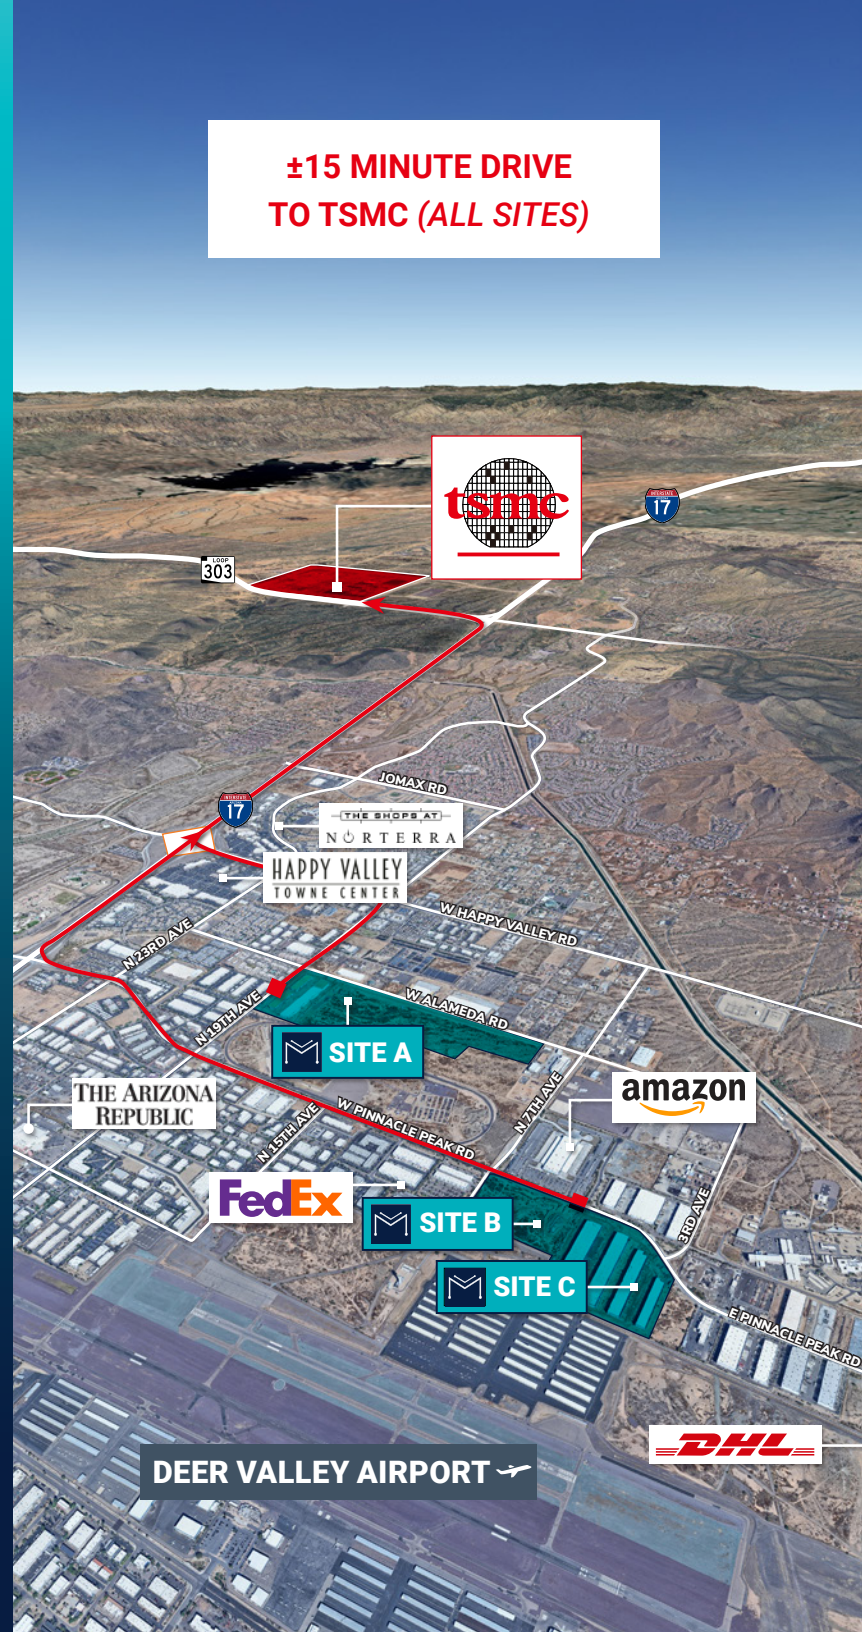 ±15 MINUTE DRIVE
TO TSMC (ALL SITES)
tsmc
INTERSTATE
17
LOOP
303
JOMAX RD
INTERSTATE
17
THE SHOPS AT
NORTERRA
HAPPY VALLEY
TOWNE CENTER
W HAPPY VALLEY RD
N 23RD AVE
W ALAMEDA RD
N 19TH AVE
SITE A
THE ARIZONA
REPUBLIC
amazon
N 7TH AVE
W PINNACLE PEAK RD
N 15TH AVE
FedEx
3RD AVE
SITE B
SITE C
E PINNACLE PEAK RD
DHL
DEER VALLEY AIRPORT